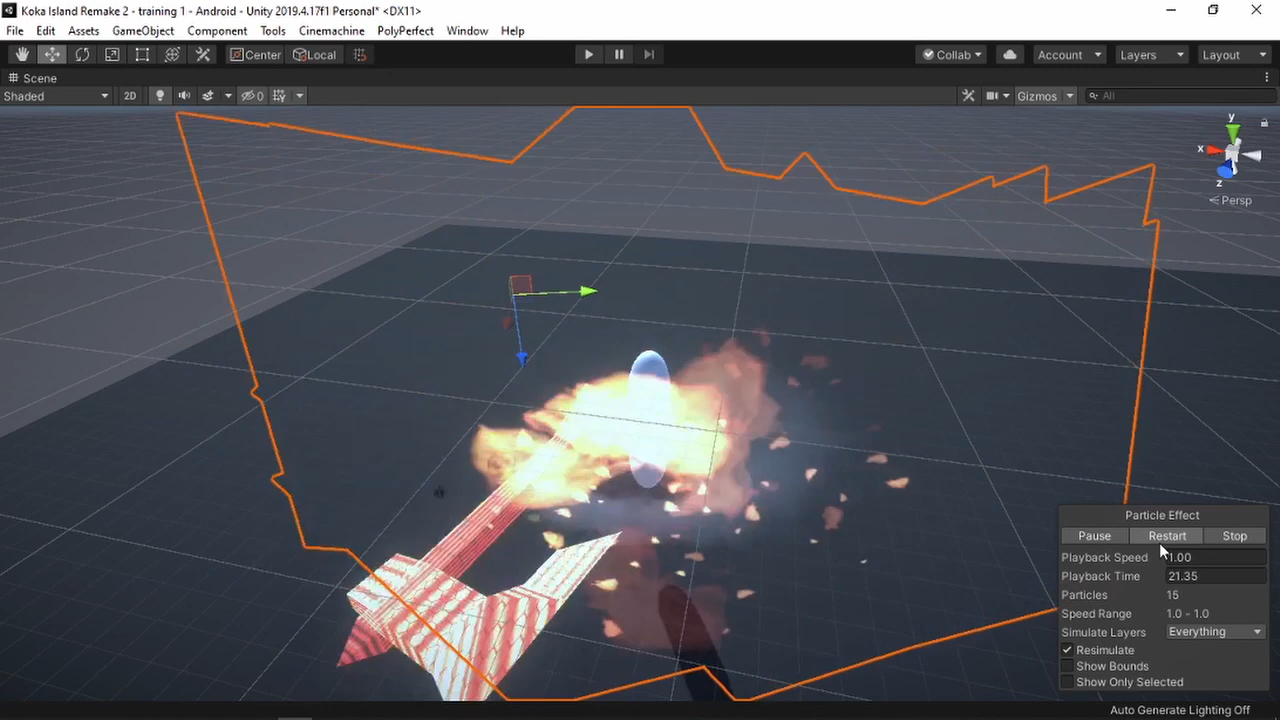 Koka Island Remake 2 - training 1 - Android - Unity 2019.4.17f1 Personal* <DX11>
File Edit Assets GameObject Component Tools Cinemachine PolyPerfect Window Help
Center Local Collab Account Layers Layout
Scene
Shaded 2D 0 Gizmos All
y
x
z
Persp
Particle Effect
Pause Restart Stop
Playback Speed 1.00
Playback Time 21.35
Particles 15
Speed Range 1.0 - 1.0
Simulate Layers Everything
Resimulate
Show Bounds
Show Only Selected
Auto Generate Lighting Off